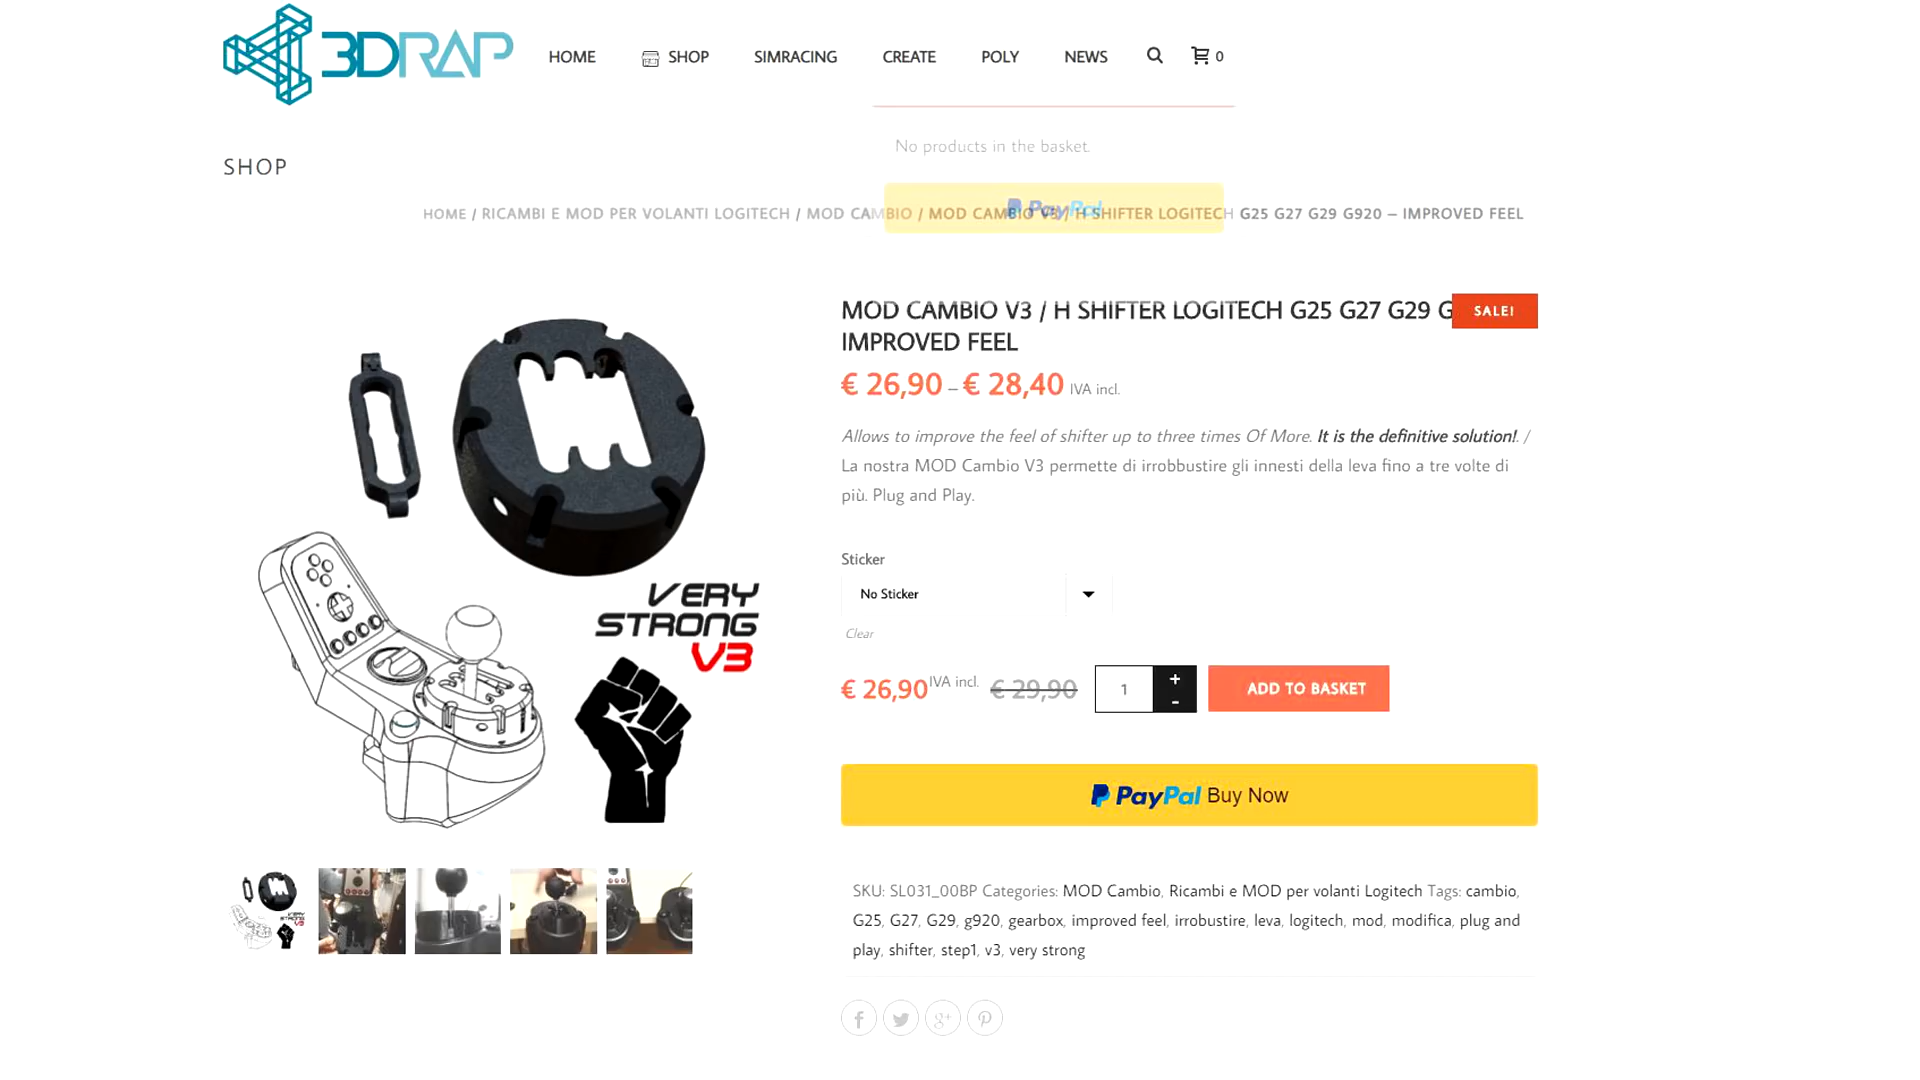 3DRAP
HOME SHOP SIMRACING CREATE POLY NEWS 0
No products in the basket.
SHOP
PayPal
HOME / RICAMBI E MOD PER VOLANTI LOGITECH / MOD CAMBIO / MOD CAMBIO V3 / H SHIFTER LOGITECH G25 G27 G29 G920 – IMPROVED FEEL
MOD CAMBIO V3 / H SHIFTER LOGITECH G25 G27 G29 G
SALE!
IMPROVED FEEL
€ 26,90 – € 28,40 IVA incl.
Allows to improve the feel of shifter up to three times Of More. It is the definitive solution!. /
La nostra MOD Cambio V3 permette di irrobbustire gli innesti della leva fino a tre volte di
più. Plug and Play.
Sticker
No Sticker
Clear
€ 26,90 IVA incl. € 29,90 1 + - ADD TO BASKET
VERY
STRONG
V3
PayPal Buy Now
SKU: SL031_00BP Categories: MOD Cambio, Ricambi e MOD per volanti Logitech Tags: cambio,
G25, G27, G29, g920, gearbox, improved feel, irrobustire, leva, logitech, mod, modifica, plug and
play, shifter, step1, v3, very strong